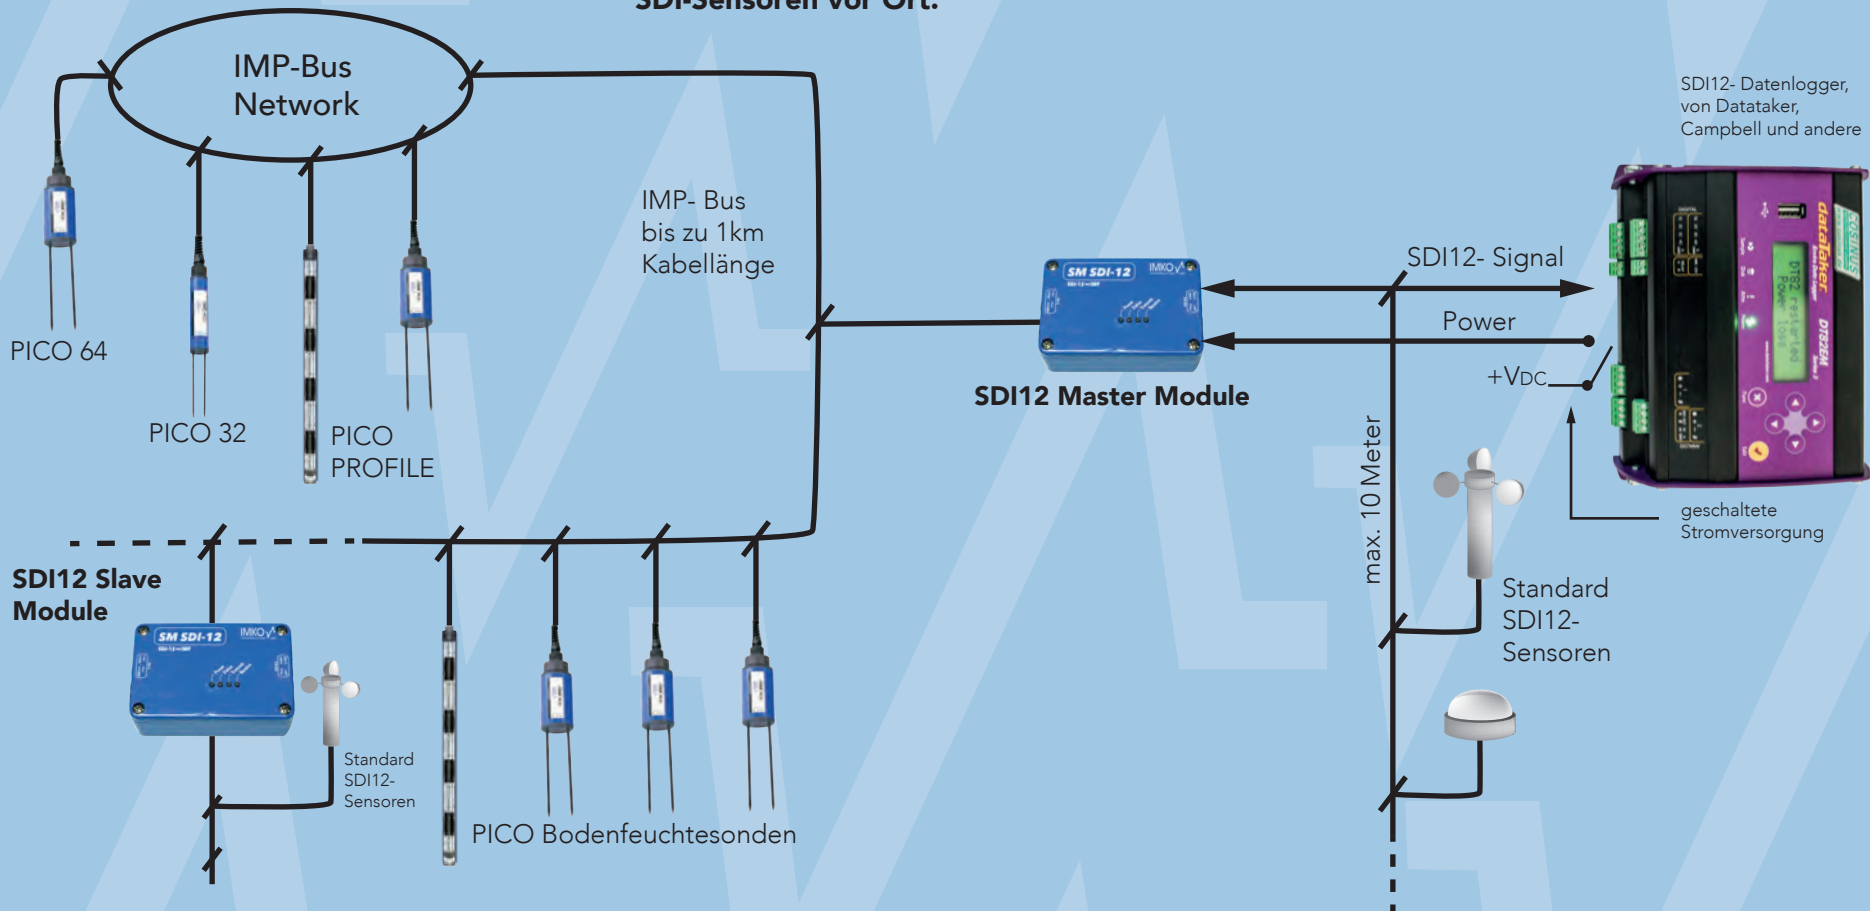 SDI-Sensoren vor Ort.
IMP-Bus
Network
SDI12- Datenlogger,
von Datataker,
Campbell und andere
IMP- Bus
bis zu 1km
Kabellänge
SDI12- Signal
Power
+VDC
SM SDI-12
IMKO
SDI12 Master Module
COSINUS
dataTaker
DT82EM
DT82 restarted
Power loss
PICO 64
PICO 32
PICO
PROFILE
max. 10 Meter
geschaltete
Stromversorgung
SDI12 Slave
Module
SM SDI-12
IMKO
Standard
SDI12-
Sensoren
Standard
SDI12-
Sensoren
PICO Bodenfeuchtesonden